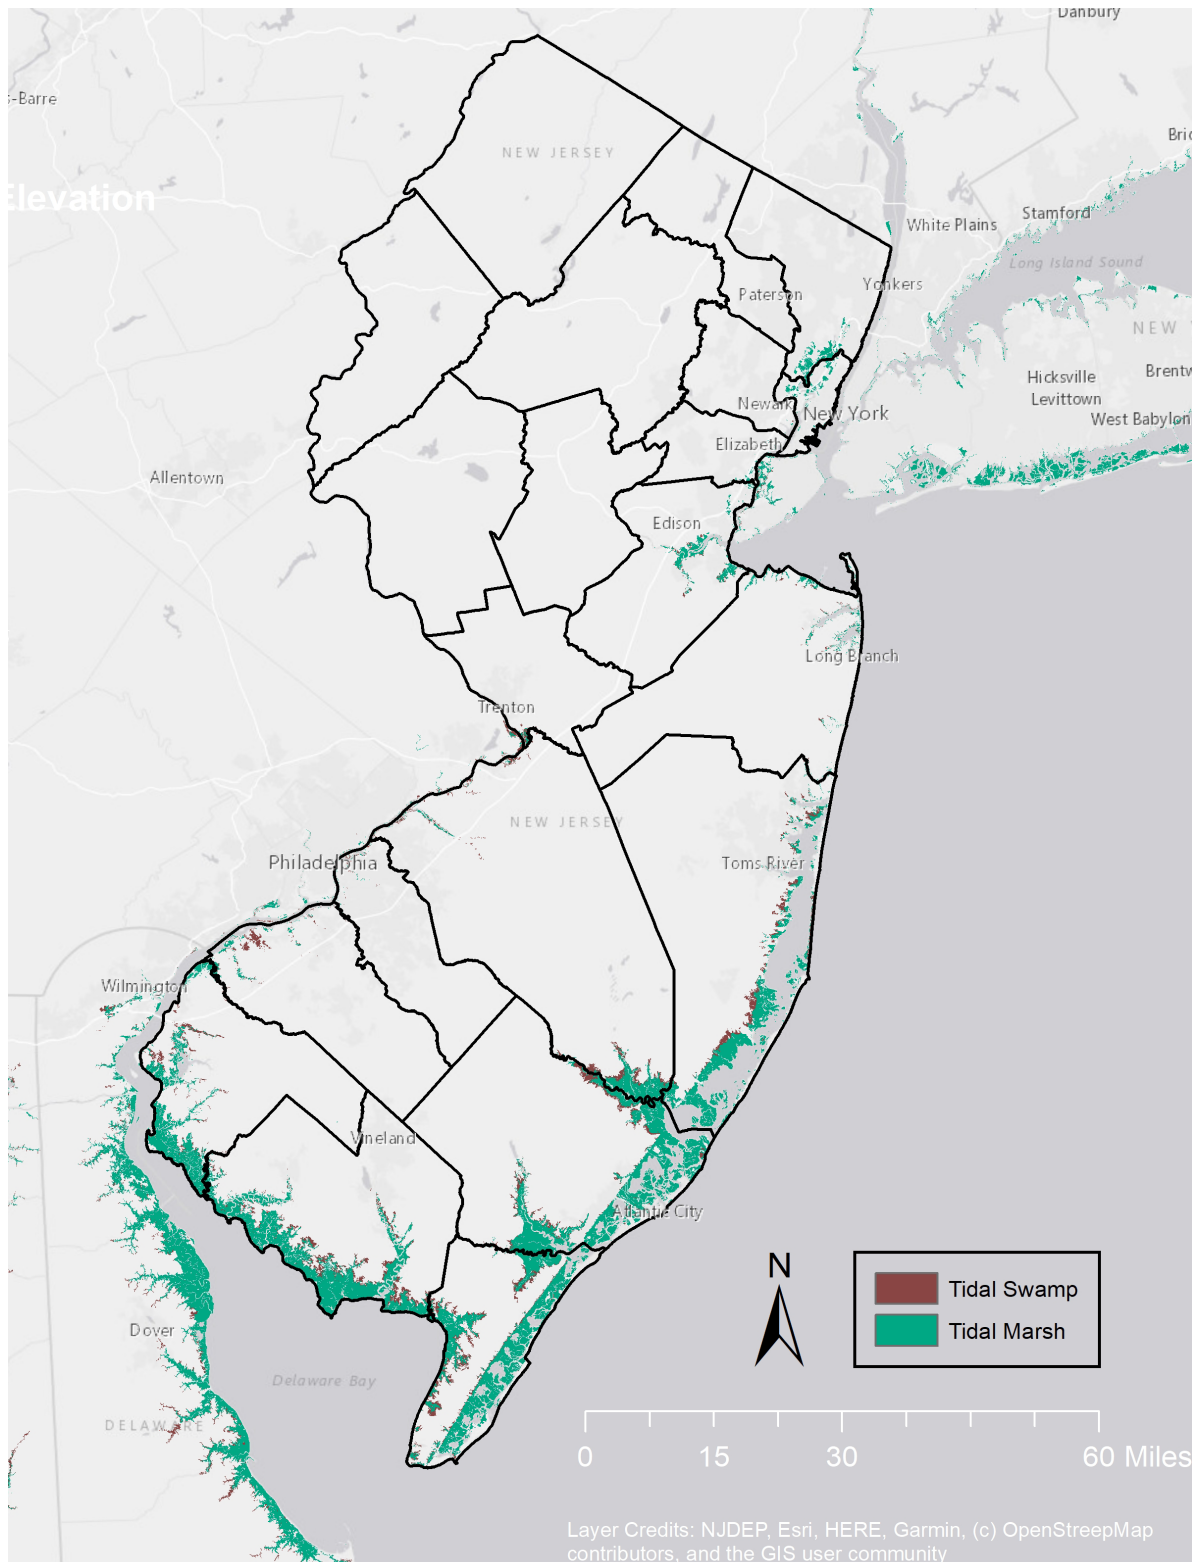 Danbury
s-Barre
Bric
NEW JERSEY
Elevation
Stamford
White Plains
Long Island Sound
Yonkers
Paterson
NEW
Hicksville
Brentw
Levittown
Newark
New York
West Babylon
Elizabeth
Allentown
Edison
Long Branch
Trenton
NEW JERSEY
Philadelphia
Toms River
Wilmington
Vineland
Atlantic City
N
Tidal Swamp
Tidal Marsh
Dover
Delaware Bay
DELAWARE
0 15 30 60 Miles
Layer Credits: NJDEP, Esri, HERE, Garmin, (c) OpenStreepMap
contributors, and the GIS user community